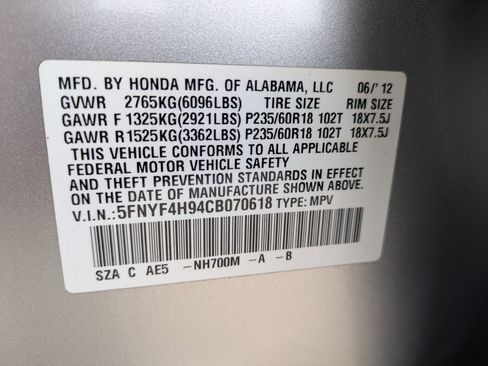 MFD. BY HONDA MFG. OF ALABAMA, LLC 06/'12
GVWR 2765KG(6096LBS) TIRE SIZE RIM SIZE
GAWR F 1325KG(2921LBS) P235/60R18 102T 18X7.5J
GAWR R1525KG(3362LBS) P235/60R18 102T 18X7.5J
THIS VEHICLE CONFORMS TO ALL APPLICABLE
FEDERAL MOTOR VEHICLE SAFETY
AND THEFT PREVENTION STANDARDS IN EFFECT
ON THE DATE OF MANUFACTURE SHOWN ABOVE.
V.I.N.:5FNYF4H94CB070618 TYPE: MPV
SZA C AE5 -NH700M -A -B